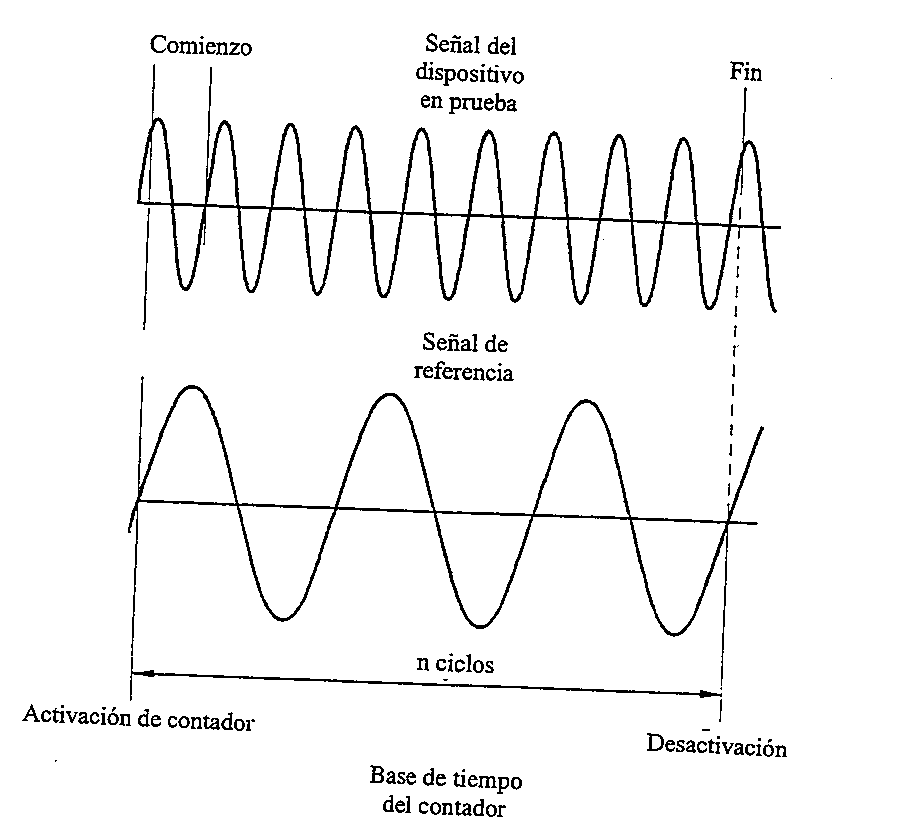 Comienzo
Señal del
dispositivo
en prueba
Fin
Señal de
referencia
n ciclos
Activación de contador
Desactivación
Base de tiempo
del contador